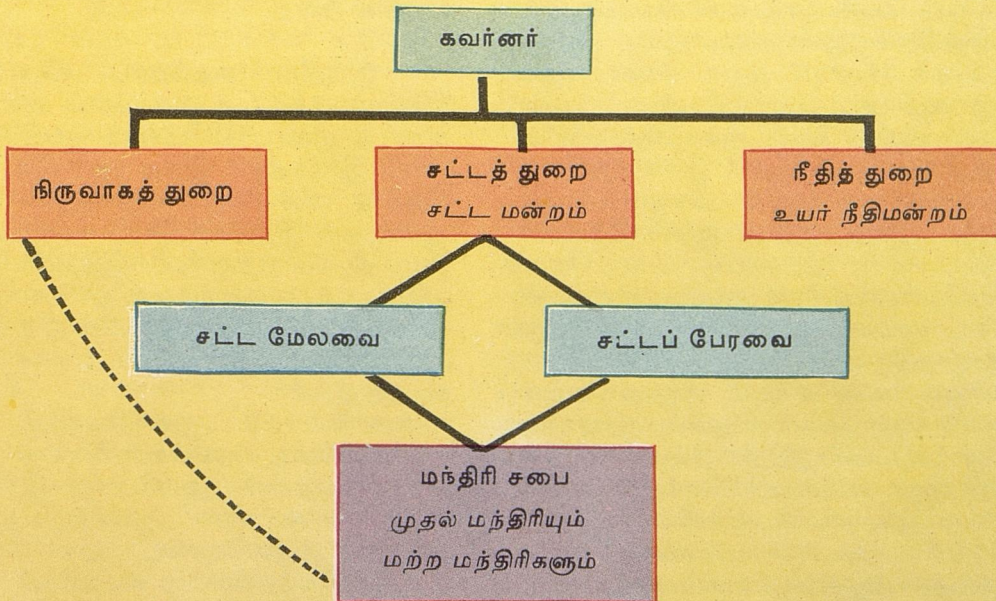 கவர்னர்
நிருவாகத் துறை
சட்டத் துறை
சட்ட மன்றம்
நீதித் துறை
உயர் நீதிமன்றம்
சட்ட மேலவை
சட்டப் பேரவை
மந்திரி சபை
முதல் மந்திரியும்
மற்ற மந்திரிகளும்